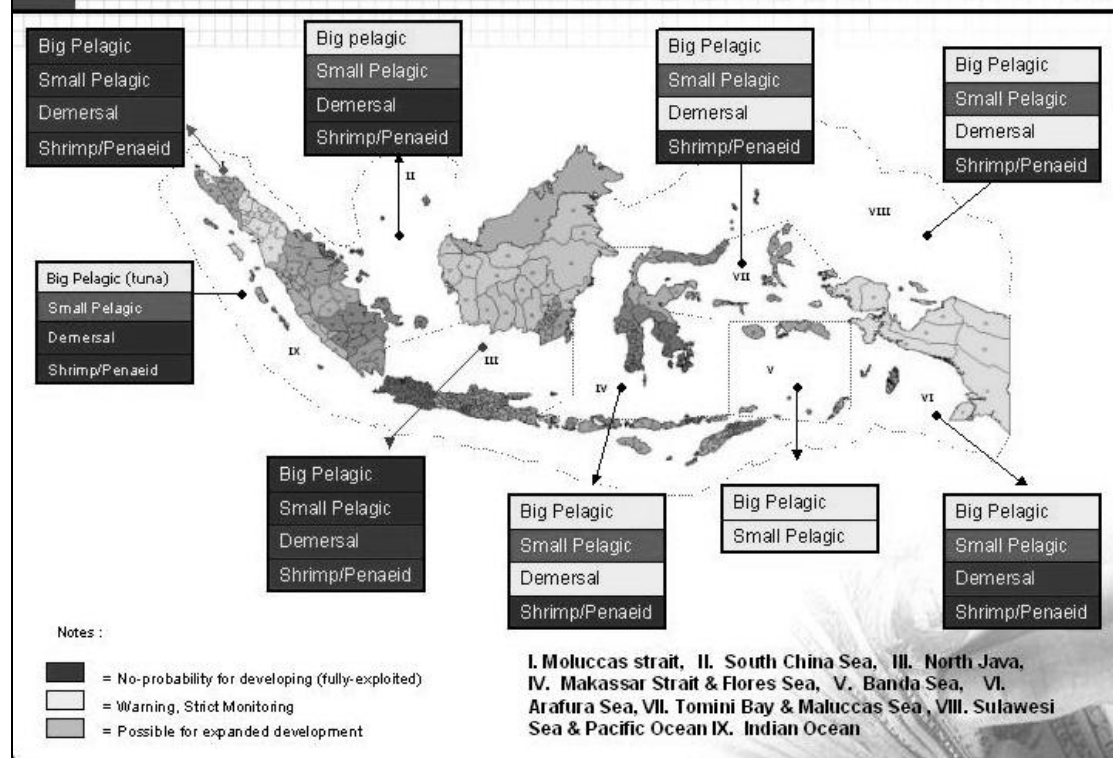 Big Pelagic
Small Pelagic
Demersal
Shrimp/Penaeid
Big pelagic
Small Pelagic
Demersal
Shrimp/Penaeid
Big Pelagic
Small Pelagic
Demersal
Shrimp/Penaeid
Big Pelagic
Small Pelagic
Demersal
Shrimp/Penaeid
I
II
VIII
VII
Big Pelagic (tuna)
Small Pelagic
Demersal
Shrimp/Penaeid
IX
III
IV
V
VI
Big Pelagic
Small Pelagic
Demersal
Shrimp/Penaeid
Big Pelagic
Small Pelagic
Demersal
Shrimp/Penaeid
Big Pelagic
Small Pelagic
Big Pelagic
Small Pelagic
Demersal
Shrimp/Penaeid
Notes :
= No-probability for developing (fully-exploited)
= Warning, Strict Monitoring
= Possible for expanded development
I. Moluccas strait, II. South China Sea, III. North Java,
IV. Makassar Strait & Flores Sea, V. Banda Sea, VI.
Arafura Sea, VII. Tomini Bay & Maluccas Sea , VIII. Sulawesi
Sea & Pacific Ocean IX. Indian Ocean